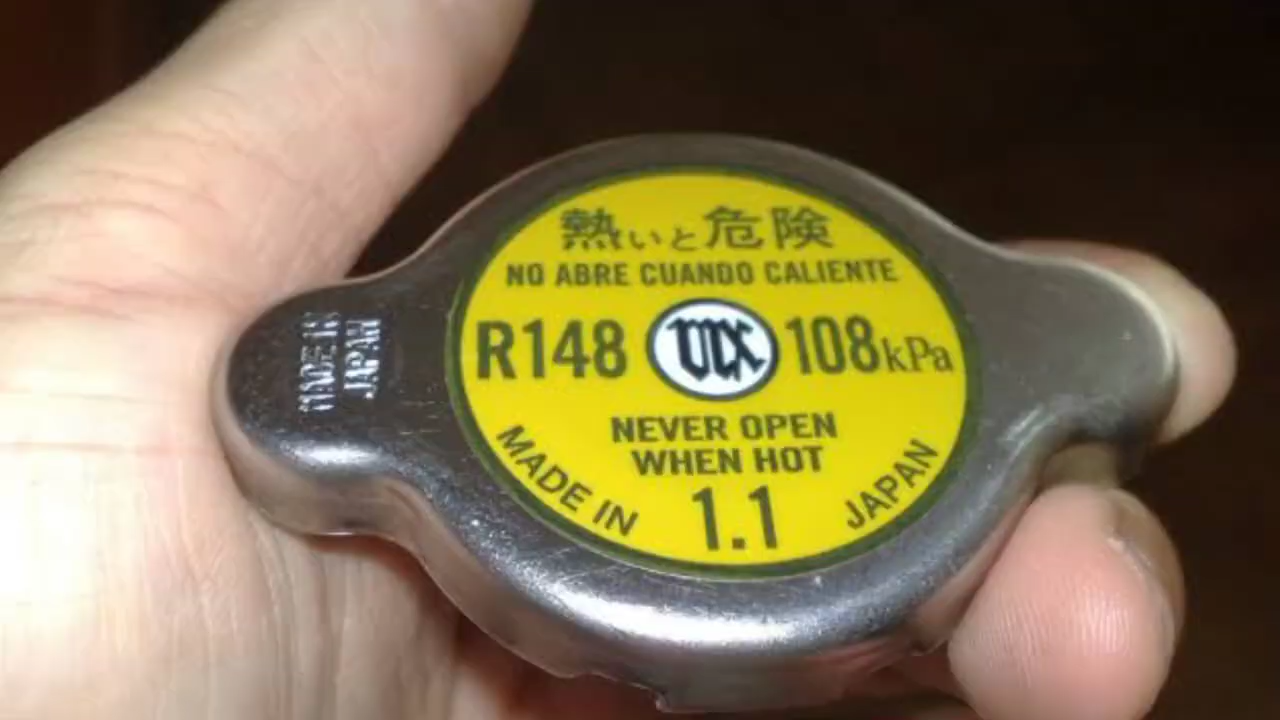 熱いと危険
NO ABRE CUANDO CALIENTE
R148
108kPa
NEVER OPEN
WHEN HOT
MADE IN
1.1
JAPAN
MADE IN
JAPAN